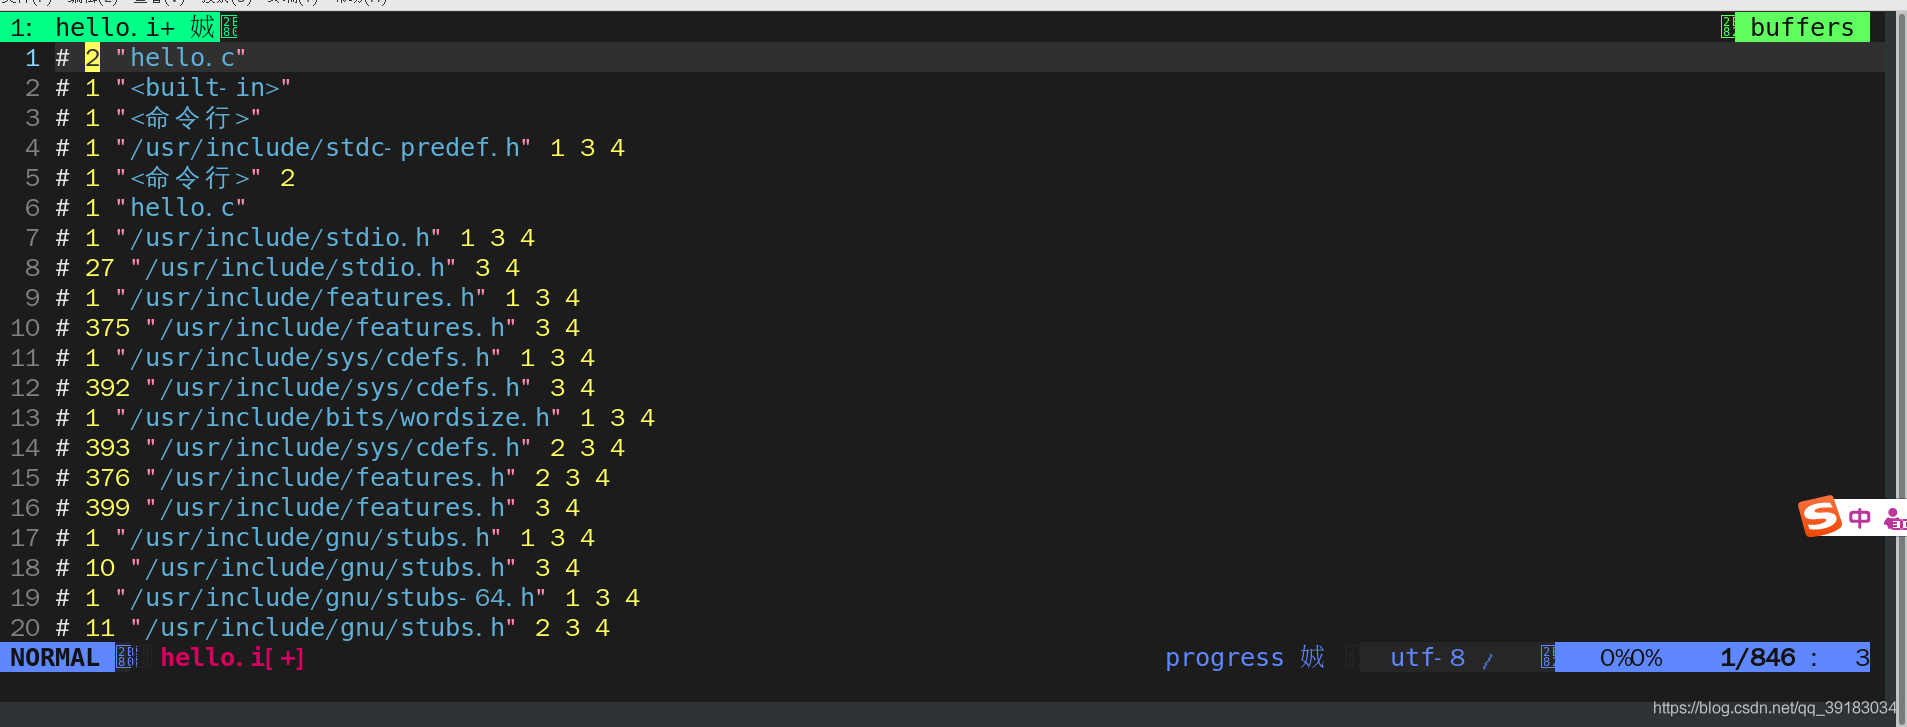 1: hello.i+
buffers
1 # 2 "hello.c"
2 # 1 "<built-in>"
3 # 1 "<命令行>"
4 # 1 "/usr/include/stdc-predef.h" 1 3 4
5 # 1 "<命令行>" 2
6 # 1 "hello.c"
7 # 1 "/usr/include/stdio.h" 1 3 4
8 # 27 "/usr/include/stdio.h" 3 4
9 # 1 "/usr/include/features.h" 1 3 4
10 # 375 "/usr/include/features.h" 3 4
11 # 1 "/usr/include/sys/cdefs.h" 1 3 4
12 # 392 "/usr/include/sys/cdefs.h" 3 4
13 # 1 "/usr/include/bits/wordsize.h" 1 3 4
14 # 393 "/usr/include/sys/cdefs.h" 2 3 4
15 # 376 "/usr/include/features.h" 2 3 4
16 # 399 "/usr/include/features.h" 3 4
17 # 1 "/usr/include/gnu/stubs.h" 1 3 4
18 # 10 "/usr/include/gnu/stubs.h" 3 4
19 # 1 "/usr/include/gnu/stubs-64.h" 1 3 4
20 # 11 "/usr/include/gnu/stubs.h" 2 3 4
中
NORMAL hello.i[+] progress utf-8 0%0% 1/846 : 3
https://blog.csdn.net/qq_39183034